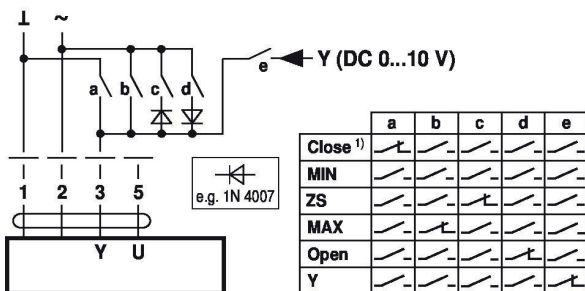 ⊥ ~
e Y (DC 0...10 V)
a b c d
1 2 3 5
e.g. 1N 4007
Y U
a b c d e
Close 1)
MIN
ZS
MAX
Open
Y